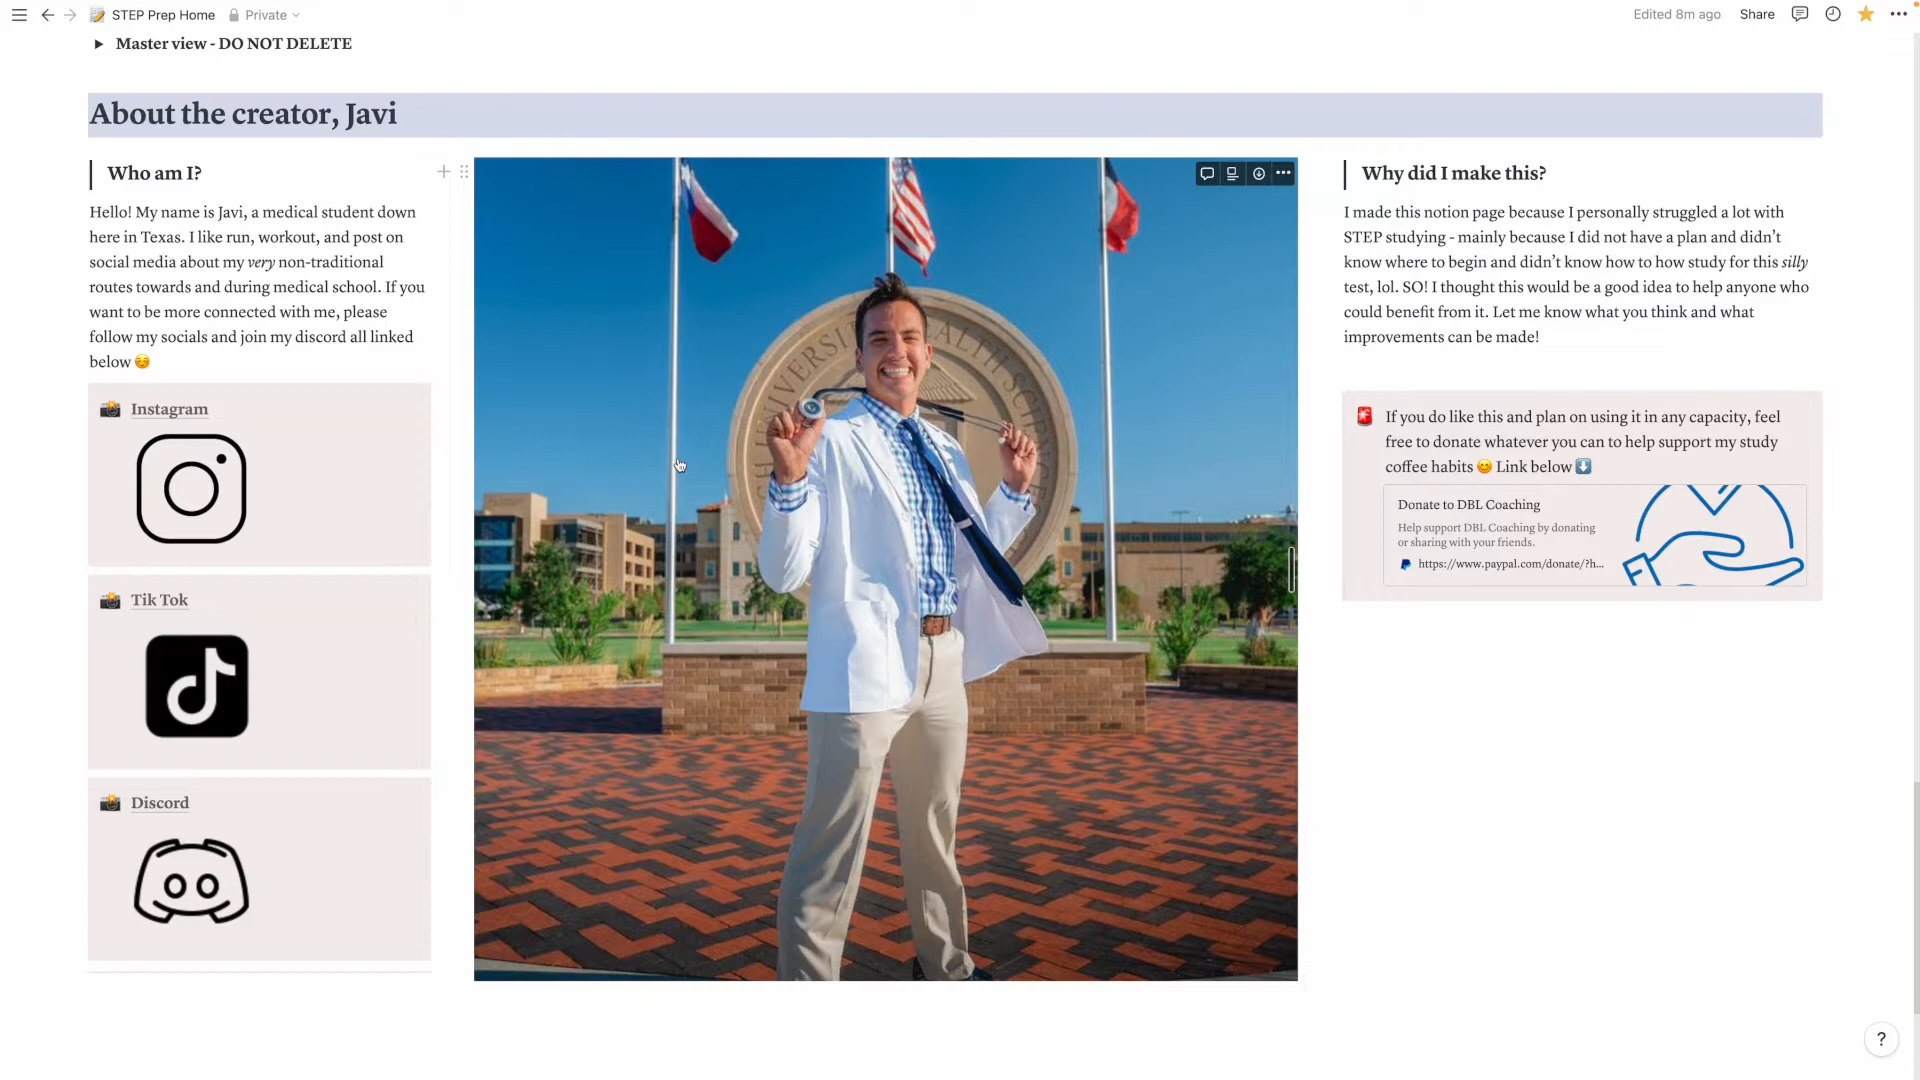 STEP Prep Home
Private
Edited 8m ago
Share
Master view - DO NOT DELETE
About the creator, Javi
Who am I?
Hello! My name is Javi, a medical student down
here in Texas. I like run, workout, and post on
social media about my very non-traditional
routes towards and during medical school. If you
want to be more connected with me, please
follow my socials and join my discord all linked
below ☺️
Instagram
Tik Tok
Discord
Why did I make this?
I made this notion page because I personally struggled a lot with
STEP studying - mainly because I did not have a plan and didn't
know where to begin and didn't know how to how study for this silly
test, lol. SO! I thought this would be a good idea to help anyone who
could benefit from it. Let me know what you think and what
improvements can be made!
If you do like this and plan on using it in any capacity, feel
free to donate whatever you can to help support my study
coffee habits 😊 Link below ⬇️
Donate to DBL Coaching
Help support DBL Coaching by donating
or sharing with your friends.
https://www.paypal.com/donate/?h...
?